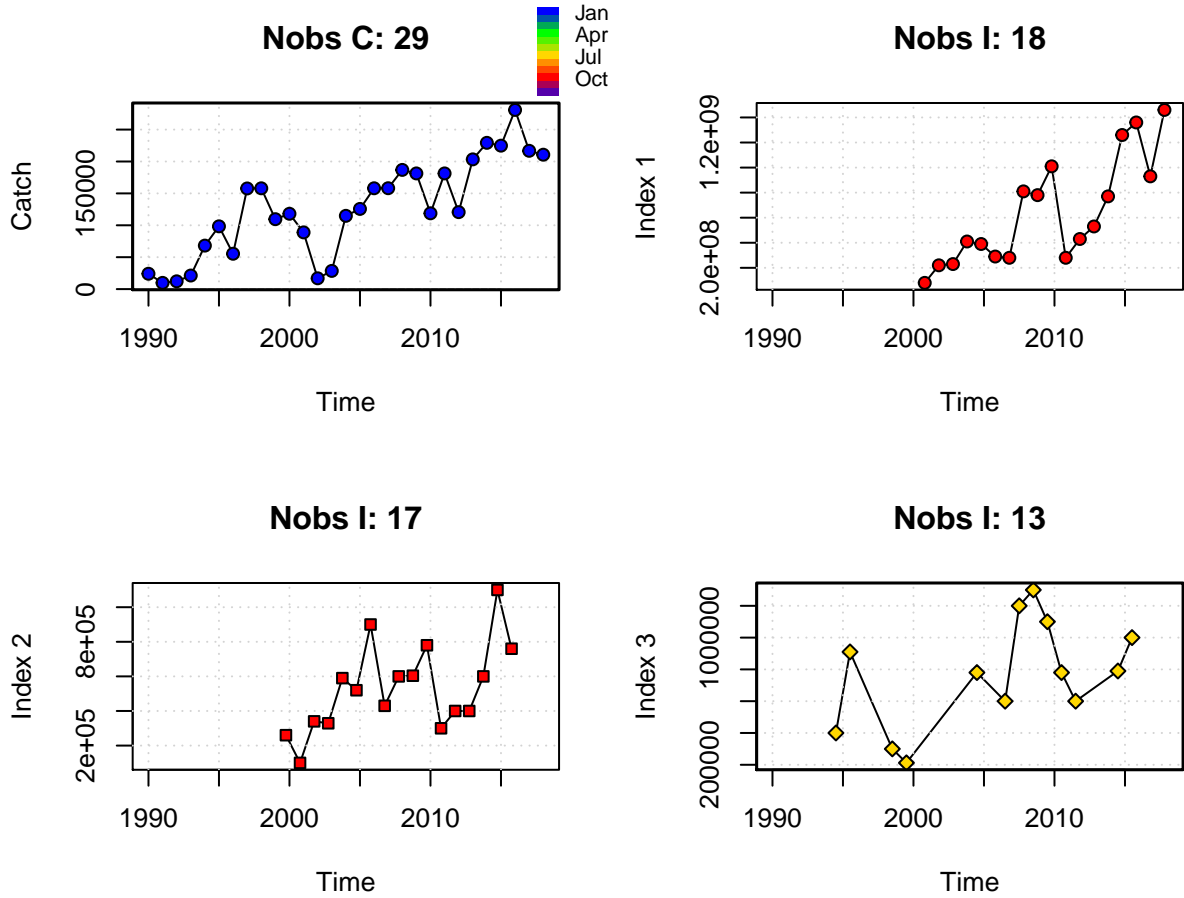 Nobs C: 29
Jan
Apr
Jul
Oct
Catch
0
150000
1990
2000
2010
Time
Nobs I: 18
Index 1
2.0e+08
1.2e+09
1990
2000
2010
Time
Nobs I: 17
Index 2
2e+05
8e+05
1990
2000
2010
Time
Nobs I: 13
Index 3
200000
1000000
1990
2000
2010
Time